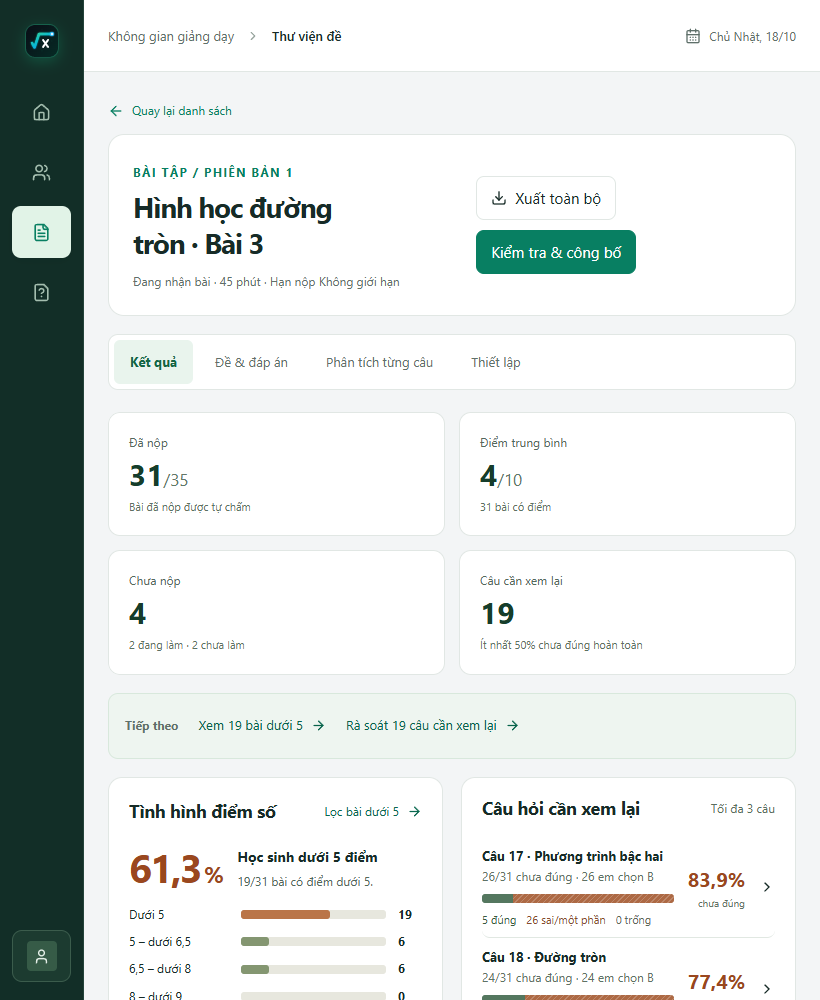 √x
Không gian giảng dạy > Thư viện đề
Chủ Nhật, 18/10
Quay lại danh sách
BÀI TẬP / PHIÊN BẢN 1
Hình học đường
tròn · Bài 3
Đang nhận bài · 45 phút · Hạn nộp Không giới hạn
Xuất toàn bộ
Kiểm tra & công bố
Kết quả
Đề & đáp án
Phân tích từng câu
Thiết lập
Đã nộp
31/35
Bài đã nộp được tự chấm
Điểm trung bình
4/10
31 bài có điểm
Chưa nộp
4
2 đang làm · 2 chưa làm
Câu cần xem lại
19
Ít nhất 50% chưa đúng hoàn toàn
Tiếp theo
Xem 19 bài dưới 5 →
Rà soát 19 câu cần xem lại →
Tình hình điểm số
Lọc bài dưới 5 →
61,3%
Học sinh dưới 5 điểm
19/31 bài có điểm dưới 5.
Dưới 5 19
5 – dưới 6,5 6
6,5 – dưới 8 6
8 – dưới 9 0
Câu hỏi cần xem lại
Tối đa 3 câu
Câu 17 · Phương trình bậc hai
26/31 chưa đúng · 26 em chọn B
83,9%
chưa đúng
5 đúng 26 sai/một phần 0 trống
Câu 18 · Đường tròn
24/31 chưa đúng · 24 em chọn B
77,4%